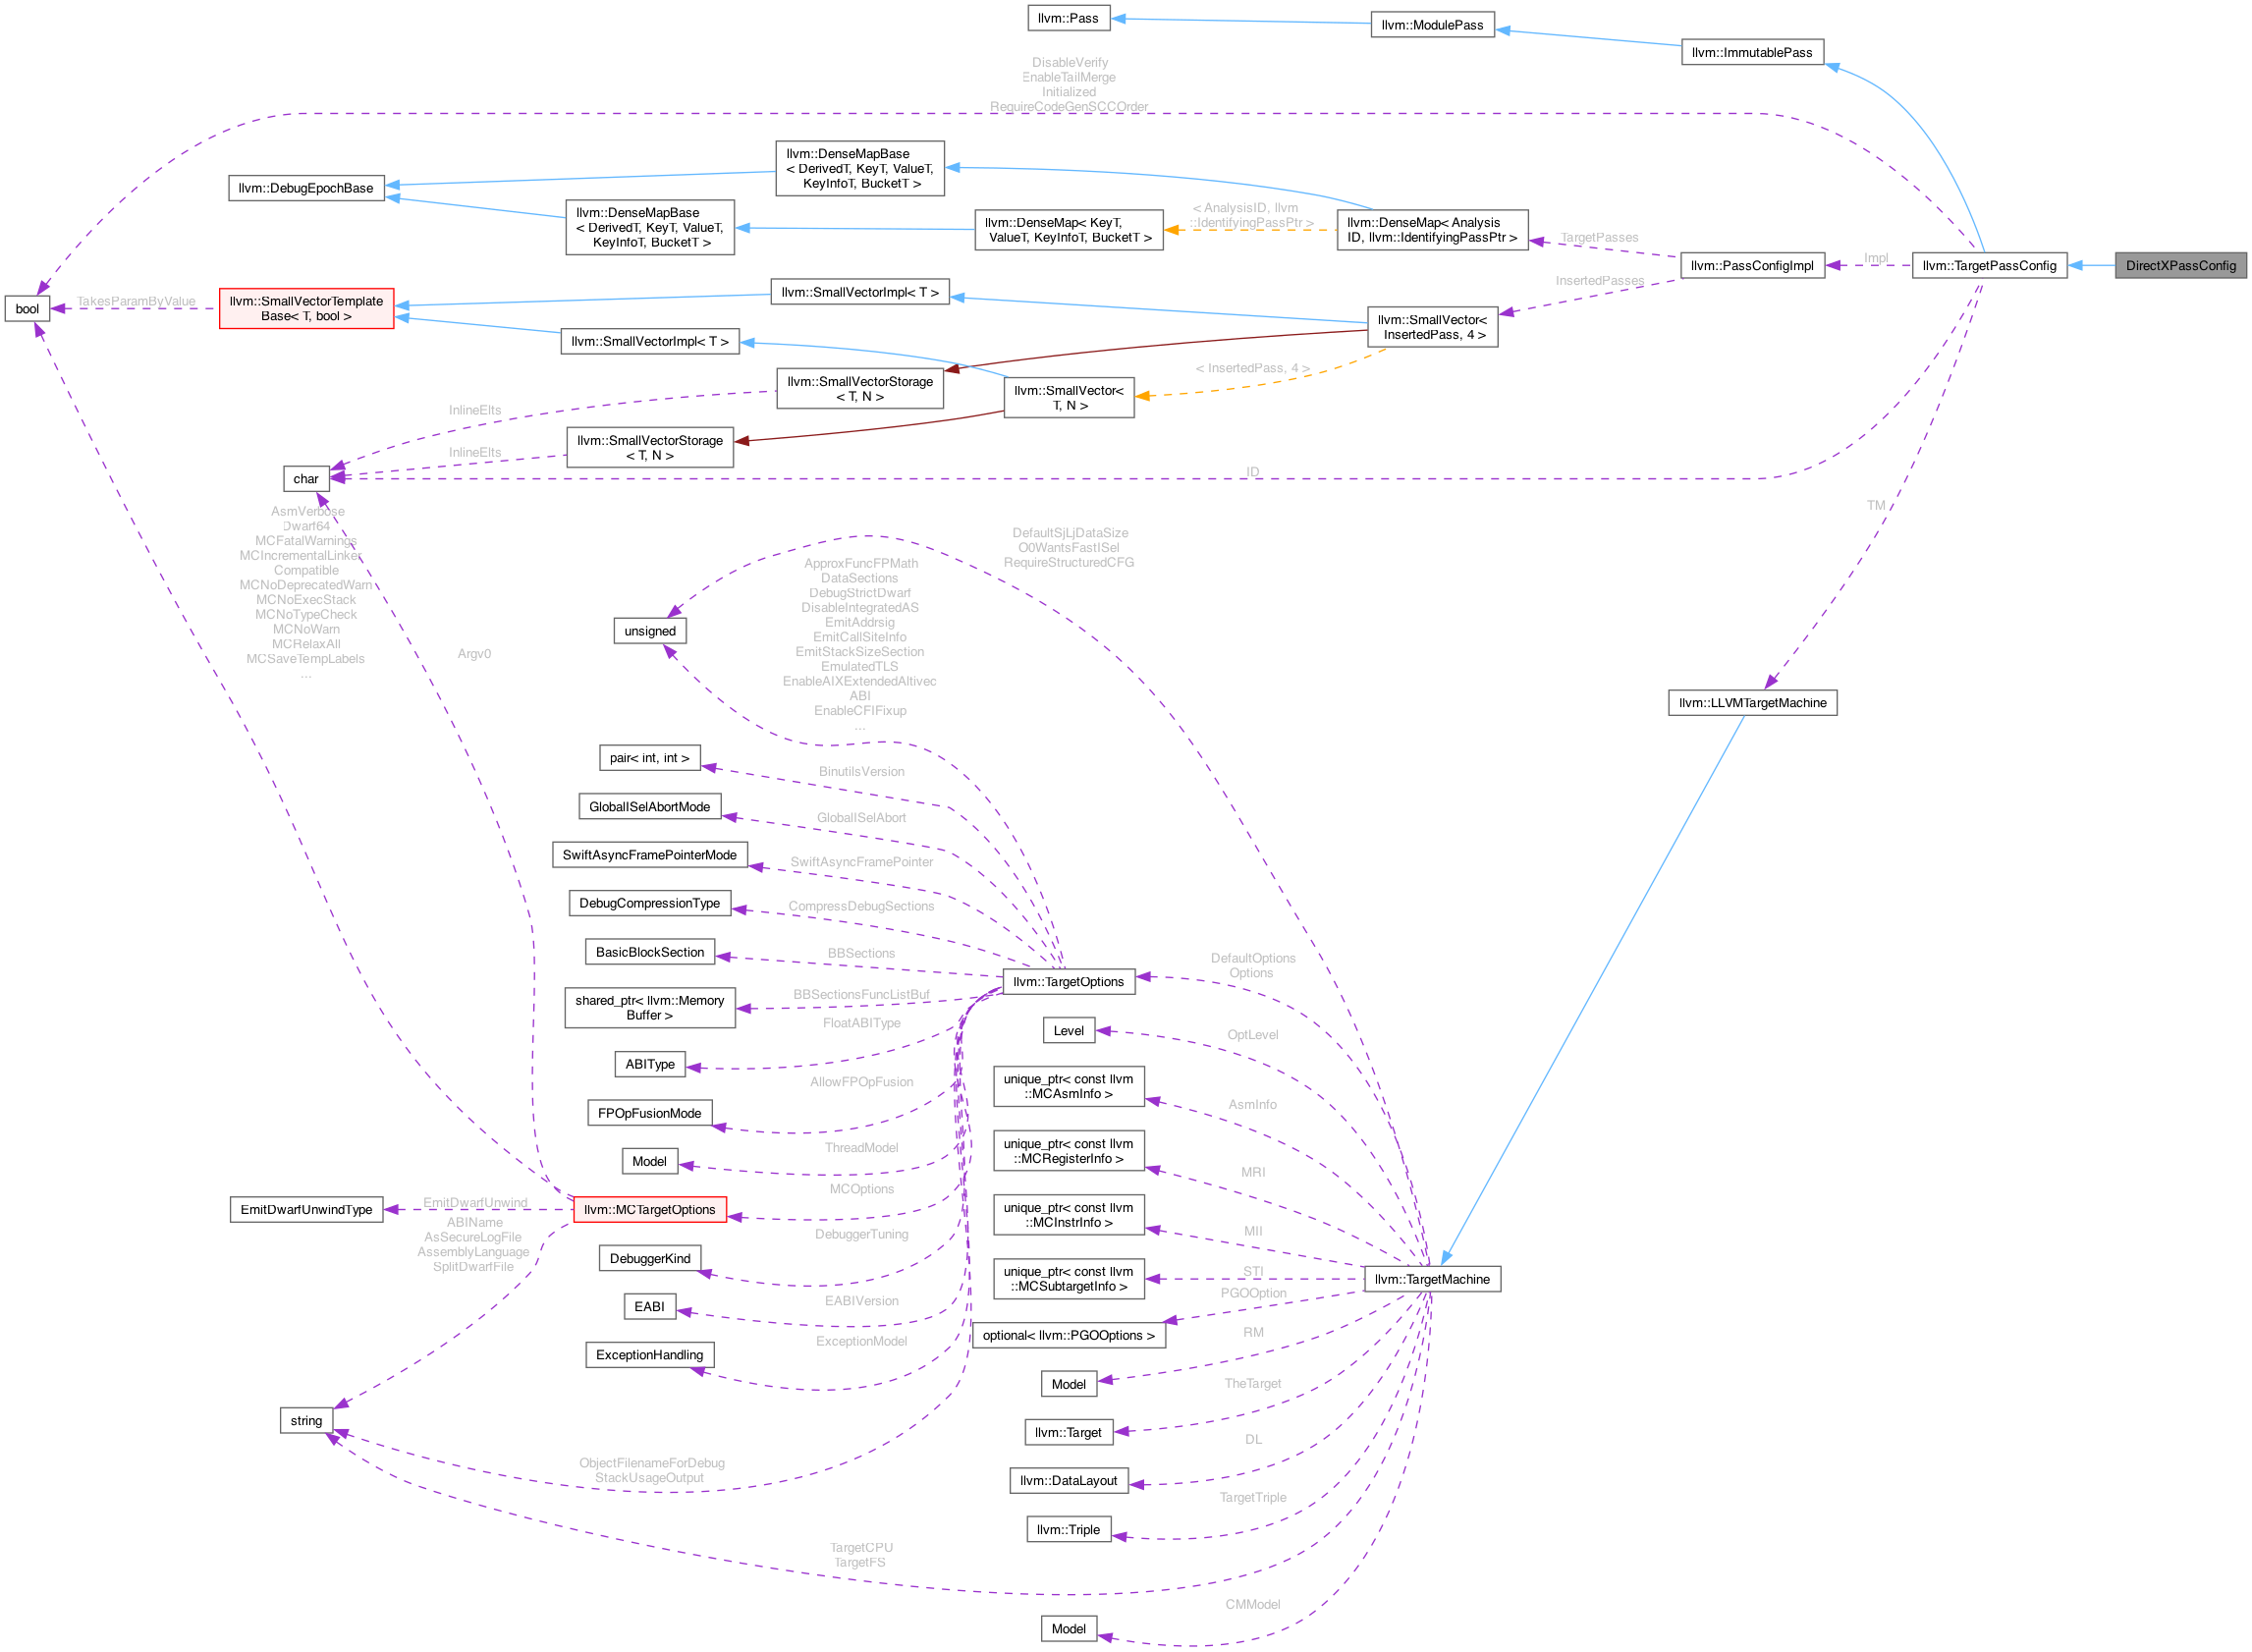 llvm::Pass
llvm::ModulePass
llvm::ImmutablePass
DisableVerify
EnableTailMerge
Initialized
RequireCodeGenSCCOrder
llvm::DenseMapBase
< DerivedT, KeyT, ValueT,
KeyInfoT, BucketT >
llvm::DebugEpochBase
llvm::DenseMapBase
< DerivedT, KeyT, ValueT,
KeyInfoT, BucketT >
llvm::DenseMap< KeyT,
ValueT, KeyInfoT, BucketT >
< AnalysisID, llvm
::IdentifyingPassPtr >
llvm::DenseMap< Analysis
ID, llvm::IdentifyingPassPtr >
TargetPasses
llvm::PassConfigImpl
Impl
llvm::TargetPassConfig
DirectXPassConfig
InsertedPasses
bool
TakesParamByValue
llvm::SmallVectorTemplate
Base< T, bool >
llvm::SmallVectorImpl< T >
llvm::SmallVectorImpl< T >
llvm::SmallVector<
InsertedPass, 4 >
llvm::SmallVectorStorage
< T, N >
< InsertedPass, 4 >
llvm::SmallVector<
T, N >
InlineElts
llvm::SmallVectorStorage
< T, N >
InlineElts
char
ID
TM
AsmVerbose
Dwarf64
MCFatalWarnings
MCIncrementalLinker
Compatible
MCNoDeprecatedWarn
MCNoExecStack
MCNoTypeCheck
MCNoWarn
MCRelaxAll
MCSaveTempLabels
...
Argv0
DefaultSjLjDataSize
O0WantsFastISel
RequireStructuredCFG
ApproxFuncFPMath
DataSections
DebugStrictDwarf
DisableIntegratedAS
EmitAddrsig
EmitCallSiteInfo
EmitStackSizeSection
EmulatedTLS
EnableAIXExtendedAltivec
ABI
EnableCFIFixup
...
unsigned
llvm::LLVMTargetMachine
pair< int, int >
BinutilsVersion
GlobalISelAbortMode
GlobalISelAbort
SwiftAsyncFramePointerMode
SwiftAsyncFramePointer
DebugCompressionType
CompressDebugSections
BasicBlockSection
BBSections
shared_ptr< llvm::Memory
Buffer >
BBSectionsFuncListBuf
llvm::TargetOptions
DefaultOptions
Options
FloatABIType
ABIType
Level
OptLevel
AllowFPOpFusion
FPOpFusionMode
unique_ptr< const llvm
::MCAsmInfo >
AsmInfo
ThreadModel
Model
unique_ptr< const llvm
::MCRegisterInfo >
MRI
EmitDwarfUnwindType
EmitDwarfUnwind
llvm::MCTargetOptions
MCOptions
unique_ptr< const llvm
::MCInstrInfo >
MII
ABIName
AsSecureLogFile
AssemblyLanguage
SplitDwarfFile
DebuggerKind
DebuggerTuning
unique_ptr< const llvm
::MCSubtargetInfo >
STI
llvm::TargetMachine
EABI
EABIVersion
PGOOption
optional< llvm::PGOOptions >
ExceptionHandling
ExceptionModel
RM
Model
TheTarget
string
llvm::Target
DL
ObjectFilenameForDebug
StackUsageOutput
llvm::DataLayout
TargetTriple
llvm::Triple
TargetCPU
TargetFS
CMModel
Model